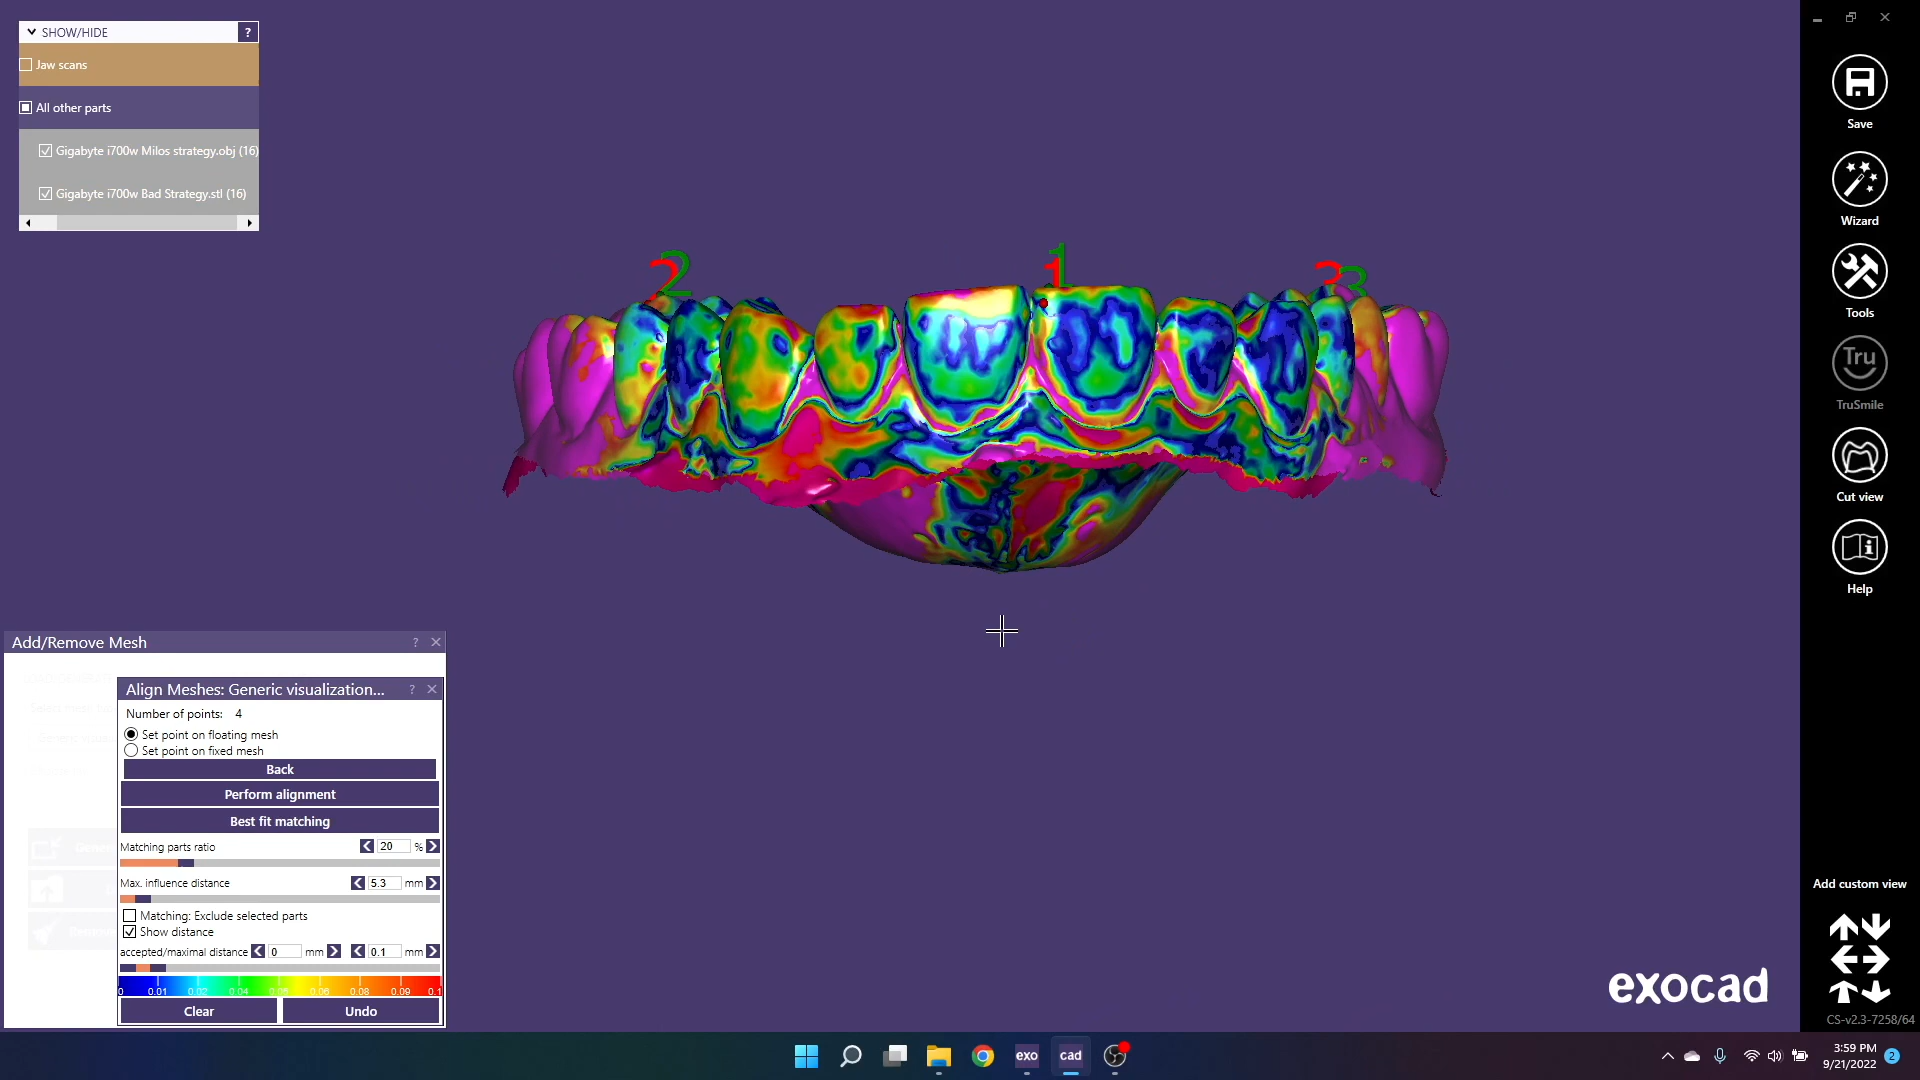 SHOW/HIDE ?
Jaw scans
All other parts
Gigabyte i700w Milos strategy.obj (16)
Gigabyte i700w Bad Strategy.stl (16)
2 2 1 1 3 3
Save
Wizard
Tools
Tru
TruSmile
Cut view
Help
Add/Remove Mesh ?
Align Meshes: Generic visualization... ?
Number of points: 4
Set point on floating mesh
Set point on fixed mesh
Back
Perform alignment
Best fit matching
Matching parts ratio 20 %
Max. influence distance 5.3 mm
Matching: Exclude selected parts
Show distance
accepted/maximal distance 0 mm 0.1 mm
0 0.01 0.02 0.04 0.05 0.06 0.08 0.09 0.1
Clear Undo
Add custom view
exocad
CS-v2.3-7258/64
exo cad
3:59 PM
9/21/2022 2